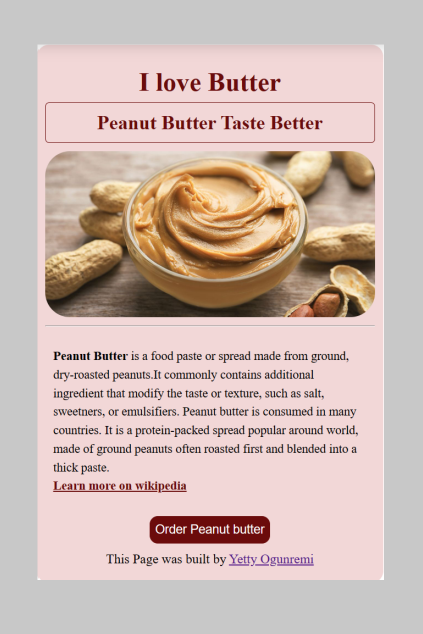 I love Butter
Peanut Butter Taste Better
Peanut Butter is a food paste or spread made from ground,
dry-roasted peanuts.It commonly contains additional
ingredient that modify the taste or texture, such as salt,
sweetners, or emulsifiers. Peanut butter is consumed in many
countries. It is a protein-packed spread popular around world,
made of ground peanuts often roasted first and blended into a
thick paste.
Learn more on wikipedia
Order Peanut butter
This Page was built by Yetty Ogunremi